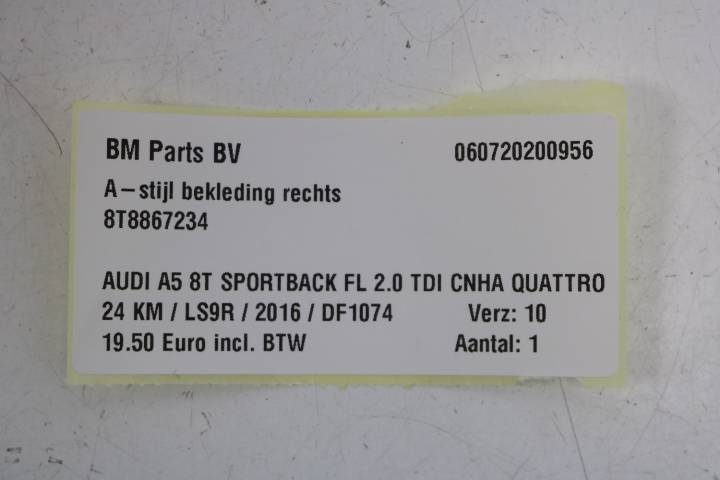 BM Parts BV 060720200956
A-stijl bekleding rechts
8T8867234
AUDI A5 8T SPORTBACK FL 2.0 TDI CNHA QUATTRO
24 KM / LS9R / 2016 / DF1074 Verz: 10
19.50 Euro incl. BTW Aantal: 1